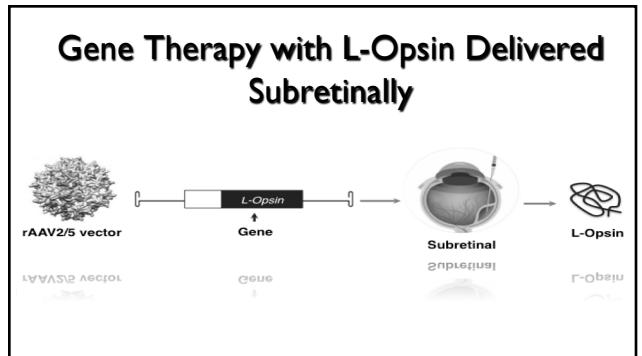 Gene Therapy with L-Opsin Delivered
Subretinally
L-Opsin
rAAV2/5 vector
Gene
Subretinal
L-Opsin